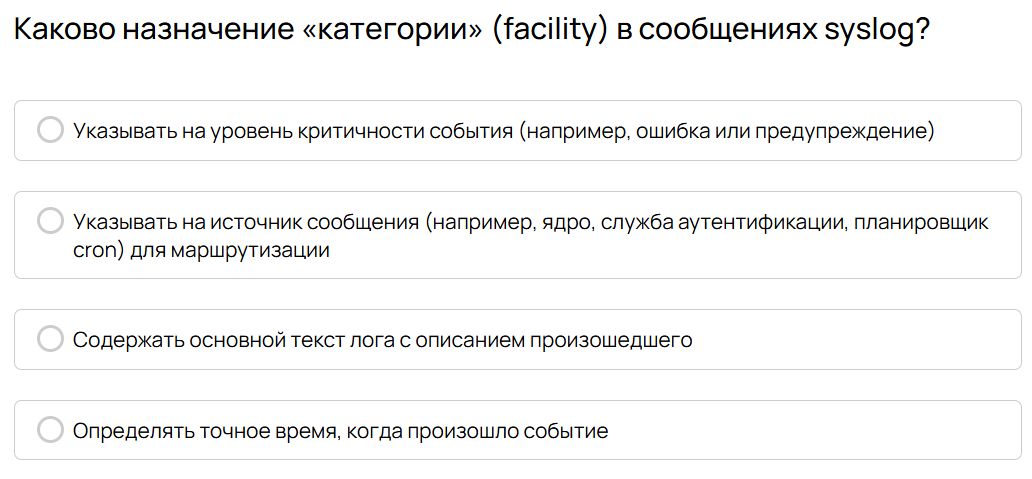 Каково назначение «категории» (facility) в сообщениях syslog?
Указывать на уровень критичности события (например, ошибка или предупреждение)
Указывать на источник сообщения (например, ядро, служба аутентификации, планировщик
cron) для маршрутизации
Содержать основной текст лога с описанием произошедшего
Определять точное время, когда произошло событие